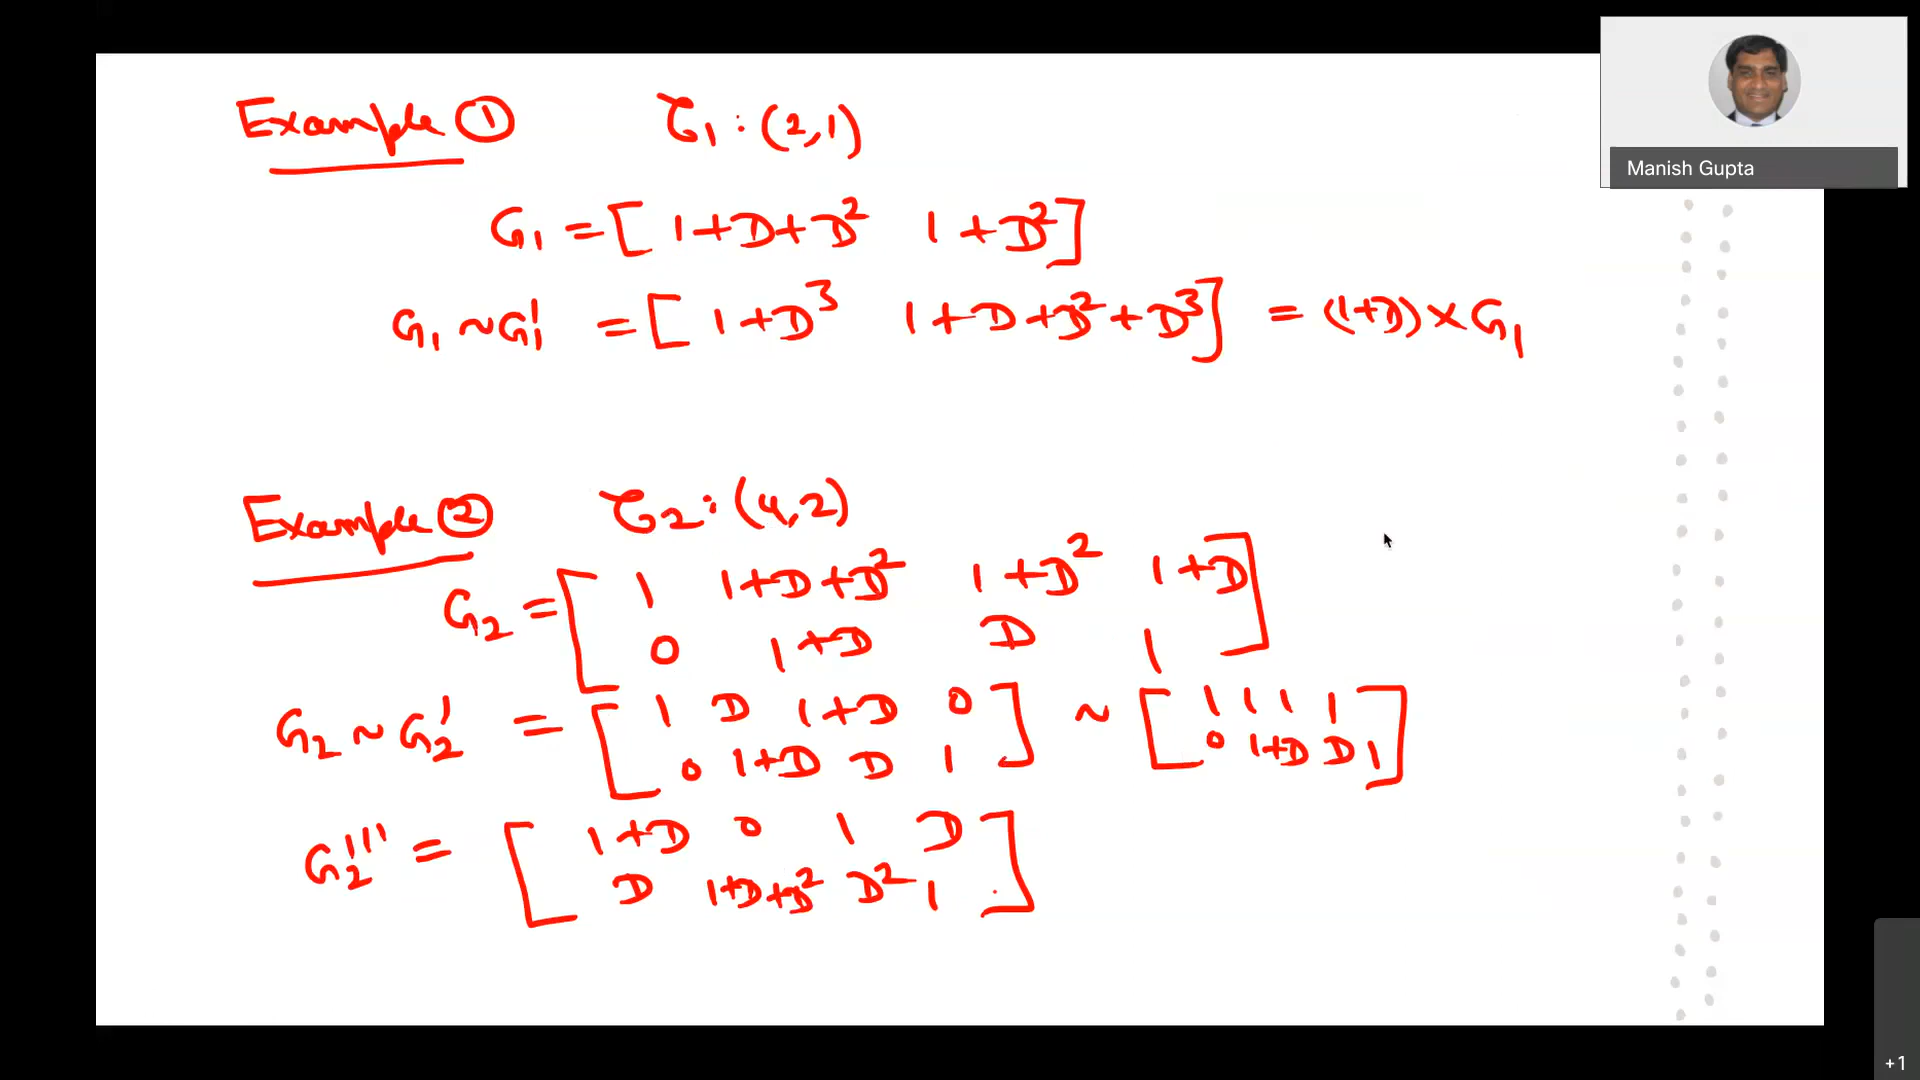 Example ① 𝒞₁ : (2,1)
Manish Gupta
G₁ = [ 1+D+D² 1+D² ]
G₁ ~ G₁' = [ 1+D³ 1+D+D²+D³ ] = (1+D) × G₁
Example ② 𝒞₂ : (4,2)
G₂ = [ 1 1+D+D² 1+D² 1+D
0 1+D D 1 ]
G₂ ~ G₂' = [ 1 D 1+D 0 ~ [ 1 1 1 1
0 1+D D 1 ] 0 1+D D 1 ]
G₂''' = [ 1+D 0 1 D
D 1+D+D² D² 1 ]
+1